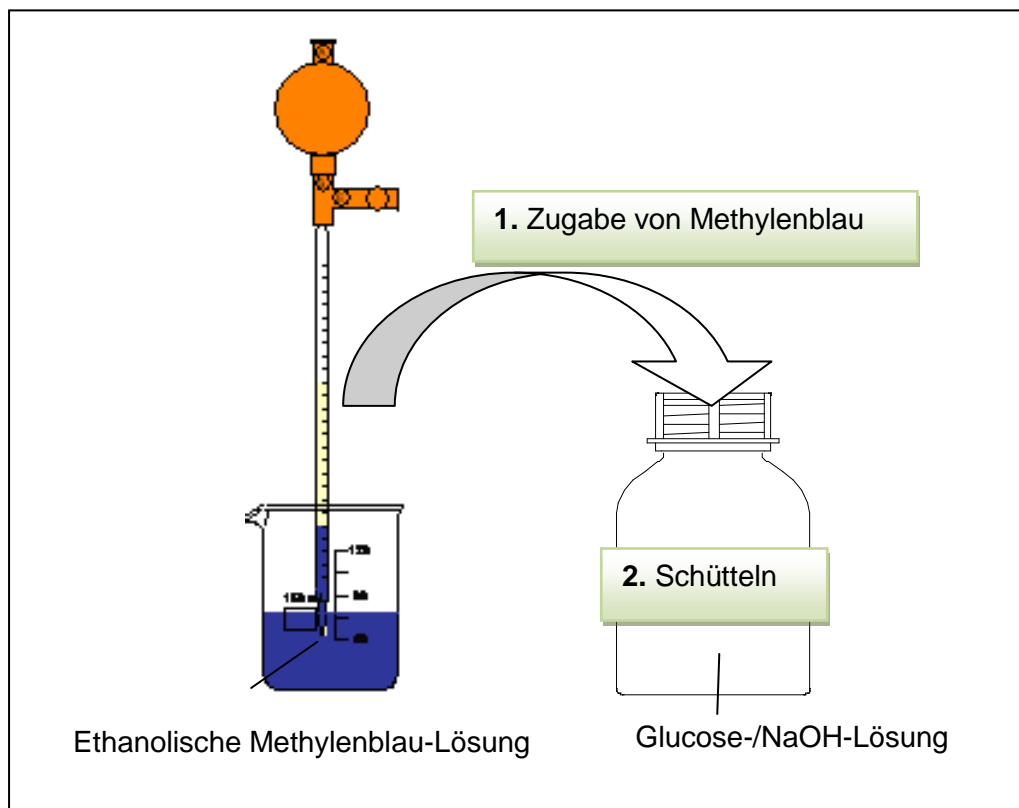 1. Zugabe von Methylenblau
2. Schütteln
Ethanolische Methylenblau-Lösung
Glucose-/NaOH-Lösung